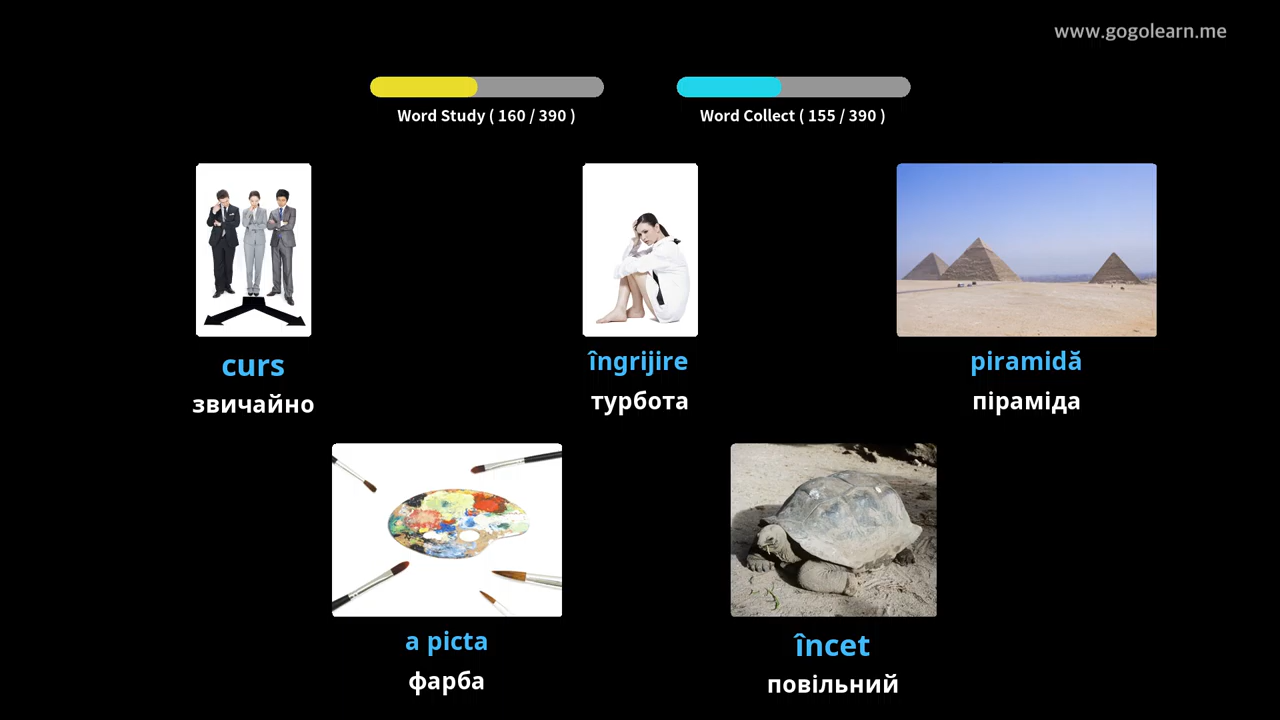 www.gogolearn.me
Word Study ( 160 / 390 )
Word Collect ( 155 / 390 )
curs
звичайно
îngrijire
турбота
piramidă
піраміда
a picta
фарба
încet
повільний